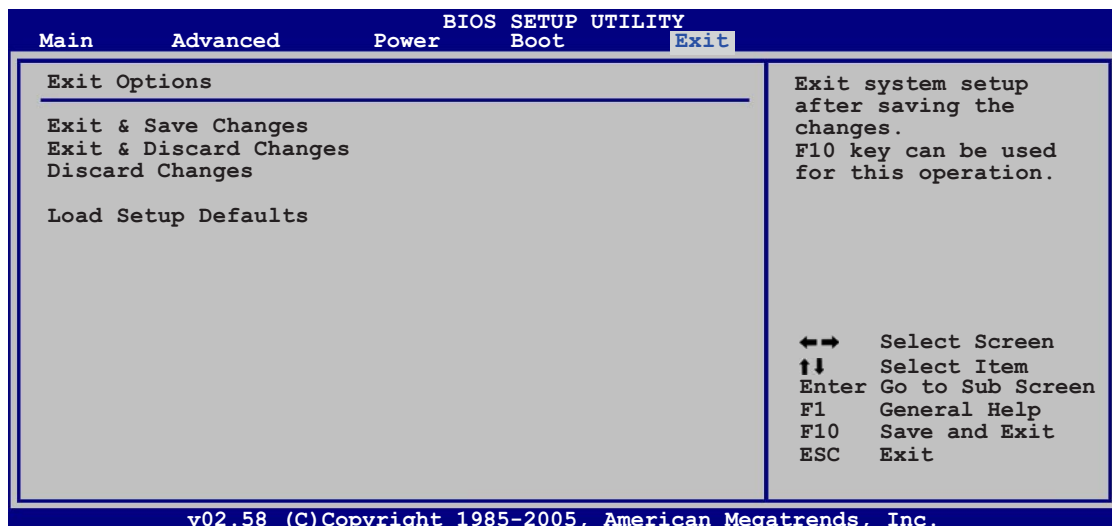 BIOS SETUP UTILITY
Main Advanced Power Boot Exit
Exit Options
Exit & Save Changes
Exit & Discard Changes
Discard Changes
Load Setup Defaults
Exit system setup
after saving the
changes.
F10 key can be used
for this operation.
←→ Select Screen
↑↓ Select Item
Enter Go to Sub Screen
F1 General Help
F10 Save and Exit
ESC Exit
v02.58 (C)Copyright 1985-2005, American Megatrends, Inc.